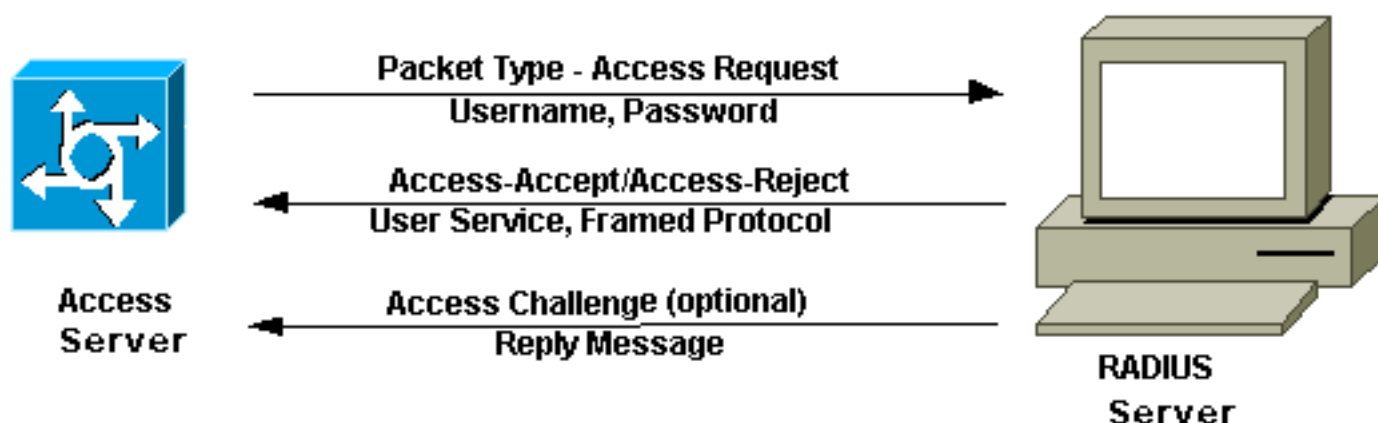 Packet Type - Access Request
Username, Password
Access-Accept/Access-Reject
User Service, Framed Protocol
Access Challenge (optional)
Reply Message
Access
Server
RADIUS
Server